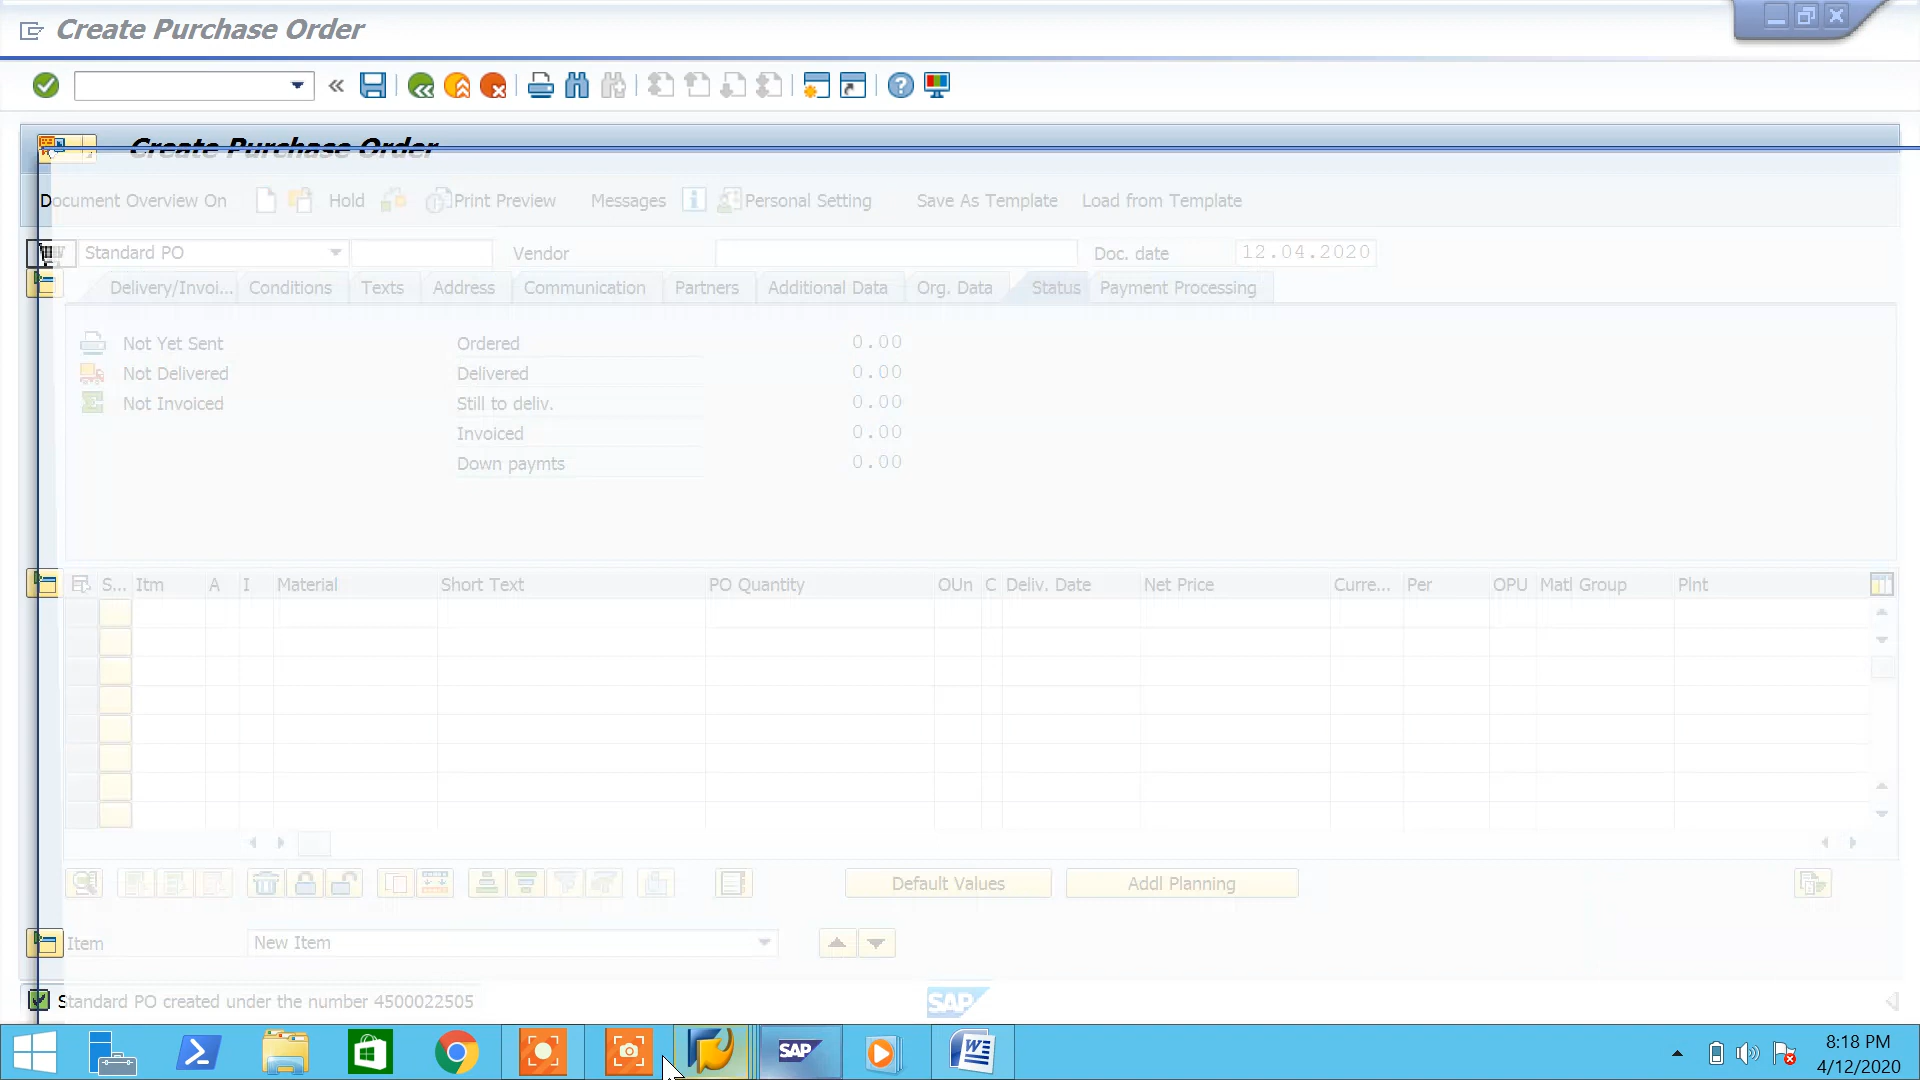 Create Purchase Order
Create Purchase Order
Document Overview On Hold Print Preview Messages Personal Setting Save As Template Load from Template
Standard PO Vendor Doc. date 12.04.2020
Delivery/Invoi... Conditions Texts Address Communication Partners Additional Data Org. Data Status Payment Processing
Not Yet Sent Ordered 0.00
Not Delivered Delivered 0.00
Not Invoiced Still to deliv. 0.00
Invoiced 0.00
Down paymts 0.00
S... Itm A I Material Short Text PO Quantity OUn C Deliv. Date Net Price Curre... Per OPU Matl Group Plnt
Default Values Addl Planning
Item New Item
Standard PO created under the number 4500022505 SAP
SAP 8:18 PM
4/12/2020